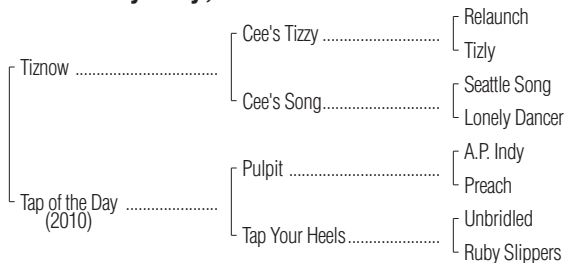 Relaunch
Cee's Tizzy
Tizly
Tiznow
Seattle Song
Cee's Song
Lonely Dancer
A.P. Indy
Pulpit
Preach
Tap of the Day
(2010)
Unbridled
Tap Your Heels
Ruby Slippers